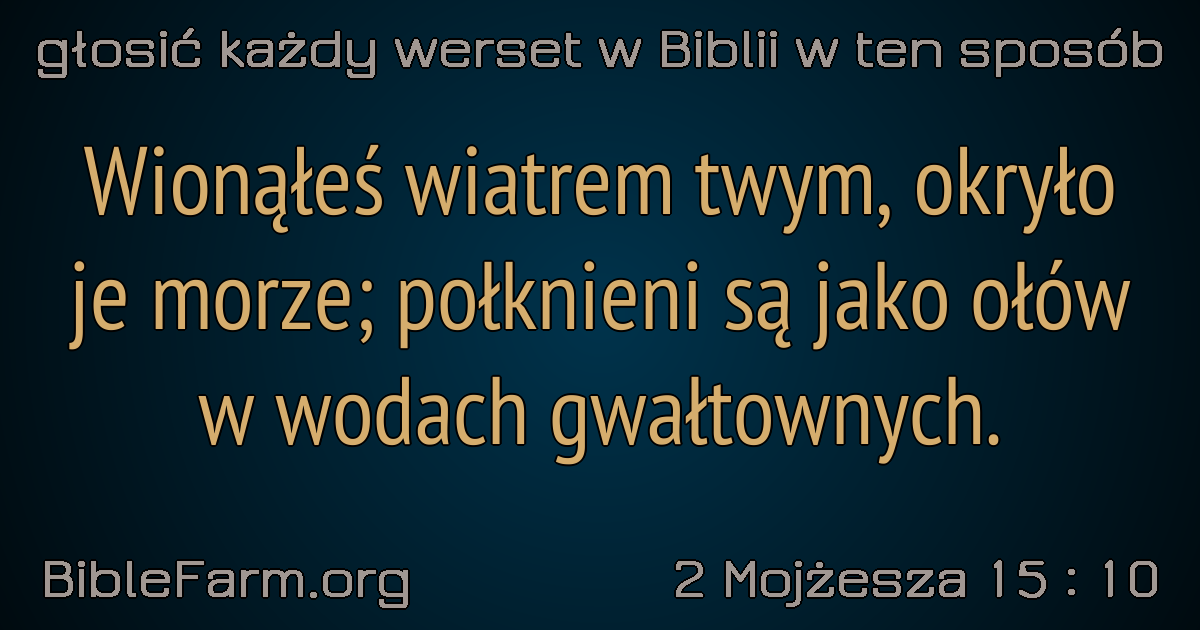 głosić każdy werset w Biblii w ten sposób
Wionąłeś wiatrem twym, okryło
je morze; połknieni są jako ołów
w wodach gwałtownych.
BibleFarm.org
2 Mojżesza 15 : 10